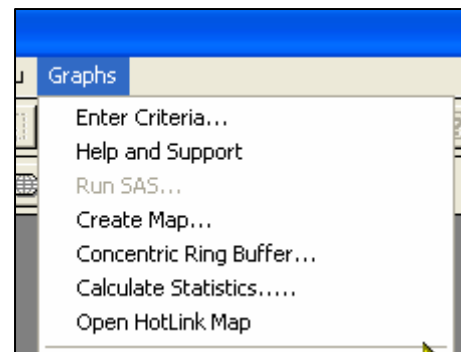 Graphs
Enter Criteria...
Help and Support
Run SAS...
Create Map...
Concentric Ring Buffer...
Calculate Statistics.....
Open HotLink Map